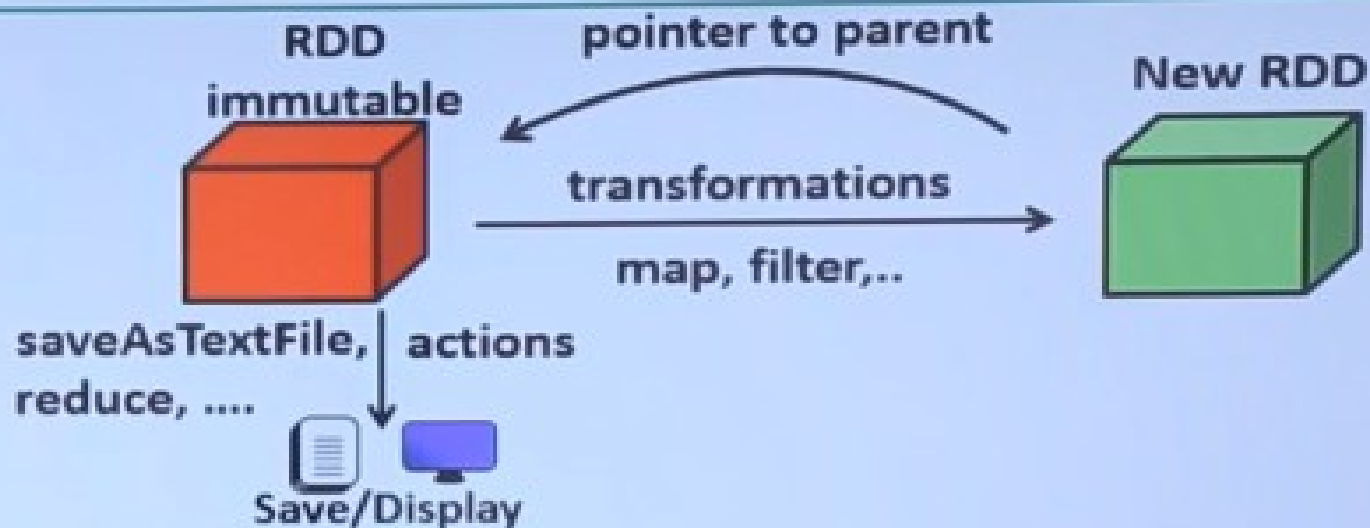 RDD
immutable
pointer to parent
New RDD
transformations
map, filter,..
saveAsTextFile,
reduce, ....
actions
Save/Display